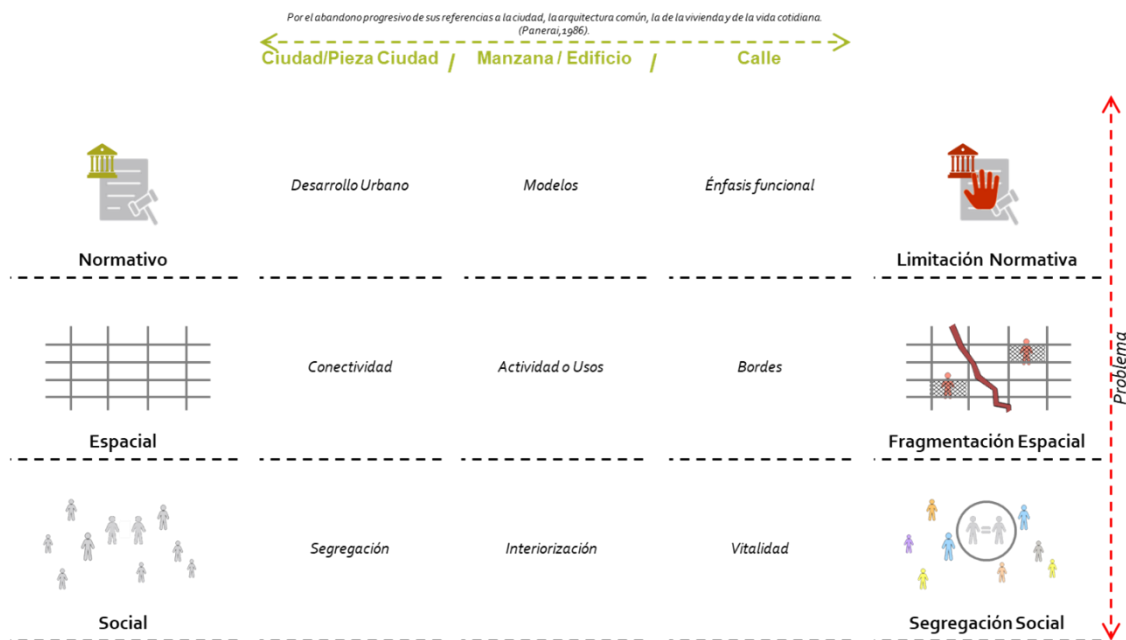 Por el abandono progresivo de sus referencias a la ciudad, la arquitectura común, la de la vivienda y de la vida cotidiana.
(Panerai,1986).
Ciudad/Pieza Ciudad / Manzana / Edificio / Calle
Desarrollo Urbano Modelos Énfasis funcional
Normativo Limitación Normativa
Conectividad Actividad o Usos Bordes
Problema
Espacial Fragmentación Espacial
Segregación Interiorización Vitalidad
Social Segregación Social